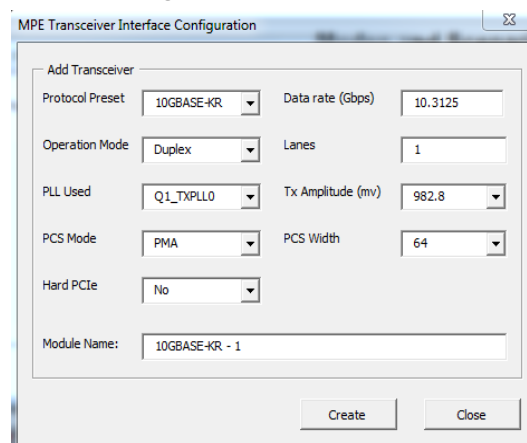 MPE Transceiver Interface Configuration
Add Transceiver
Protocol Preset 10GBASE-KR Data rate (Gbps) 10.3125
Operation Mode Duplex Lanes 1
PLL Used Q1_TXPLL0 Tx Amplitude (mv) 982.8
PCS Mode PMA PCS Width 64
Hard PCIe No
Module Name: 10GBASE-KR - 1
Create Close